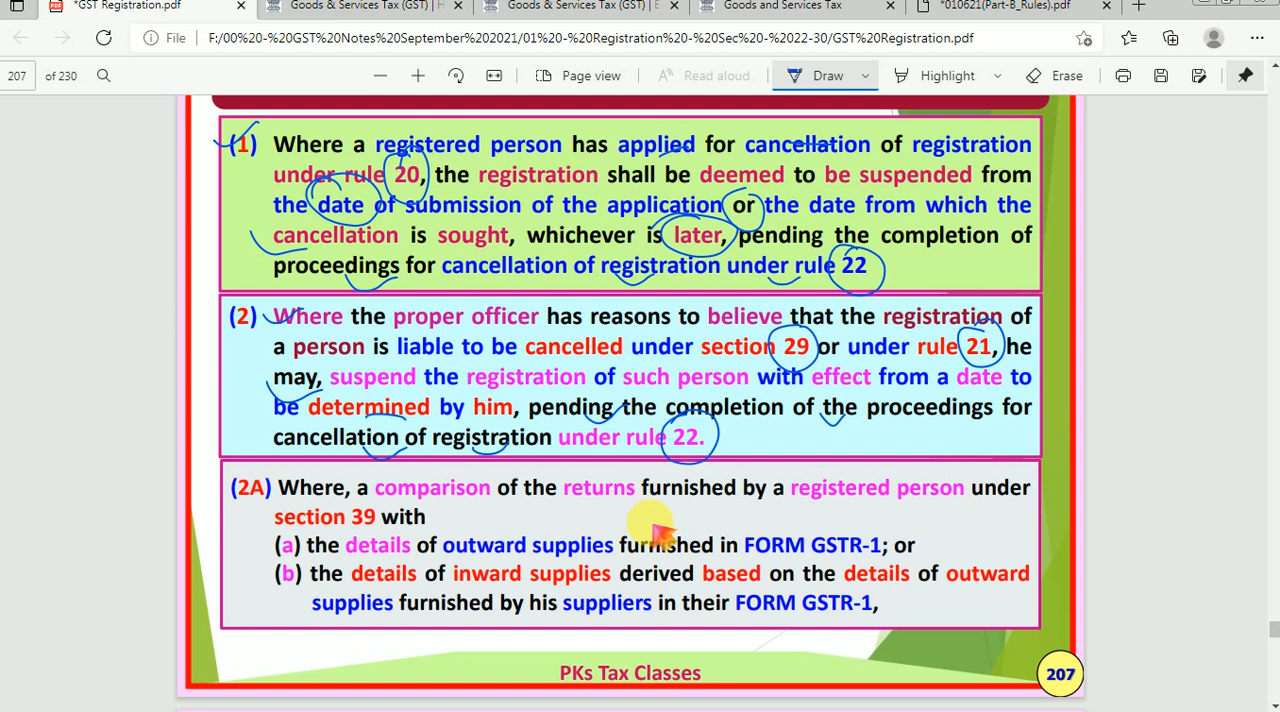 *GST Registration.pdf
Goods & Services Tax (GST) | H
Goods & Services Tax (GST) | E
Goods and Services Tax
*010621(Part-B_Rules).pdf
File
F:/00%20-%20GST%20Notes%20September%202021/01%20-%20Registration%20-%20Sec%20-%2022-30/GST%20Registration.pdf
207 of 230
Page view
Read aloud
Draw
Highlight
Erase
(1) Where a registered person has applied for cancellation of registration
under rule 20, the registration shall be deemed to be suspended from
the date of submission of the application or the date from which the
cancellation is sought, whichever is later, pending the completion of
proceedings for cancellation of registration under rule 22
(2) Where the proper officer has reasons to believe that the registration of
a person is liable to be cancelled under section 29 or under rule 21, he
may, suspend the registration of such person with effect from a date to
be determined by him, pending the completion of the proceedings for
cancellation of registration under rule 22.
(2A) Where, a comparison of the returns furnished by a registered person under
section 39 with
(a) the details of outward supplies furnished in FORM GSTR-1; or
(b) the details of inward supplies derived based on the details of outward
supplies furnished by his suppliers in their FORM GSTR-1,
PKs Tax Classes
207